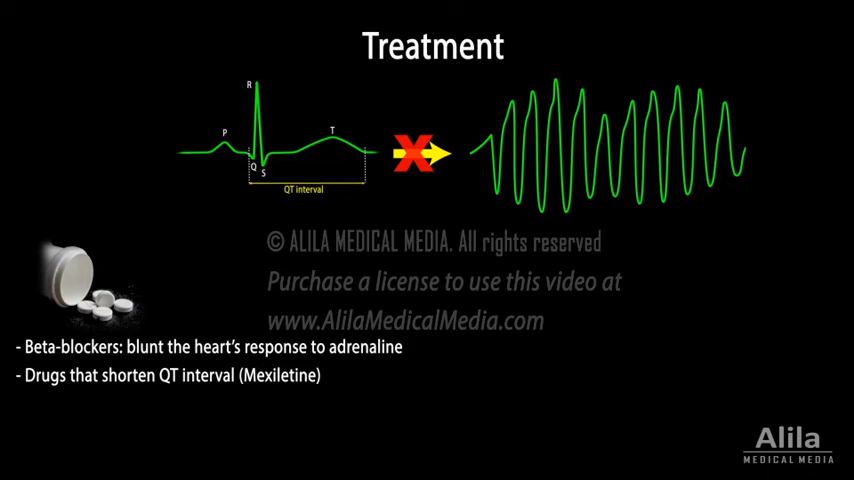 Treatment
R
P
T
Q
S
QT interval
© ALILA MEDICAL MEDIA. All rights reserved
Purchase a license to use this video at
www.AlilaMedicalMedia.com
- Beta-blockers: blunt the heart's response to adrenaline
- Drugs that shorten QT interval (Mexiletine)
Alila
MEDICAL MEDIA